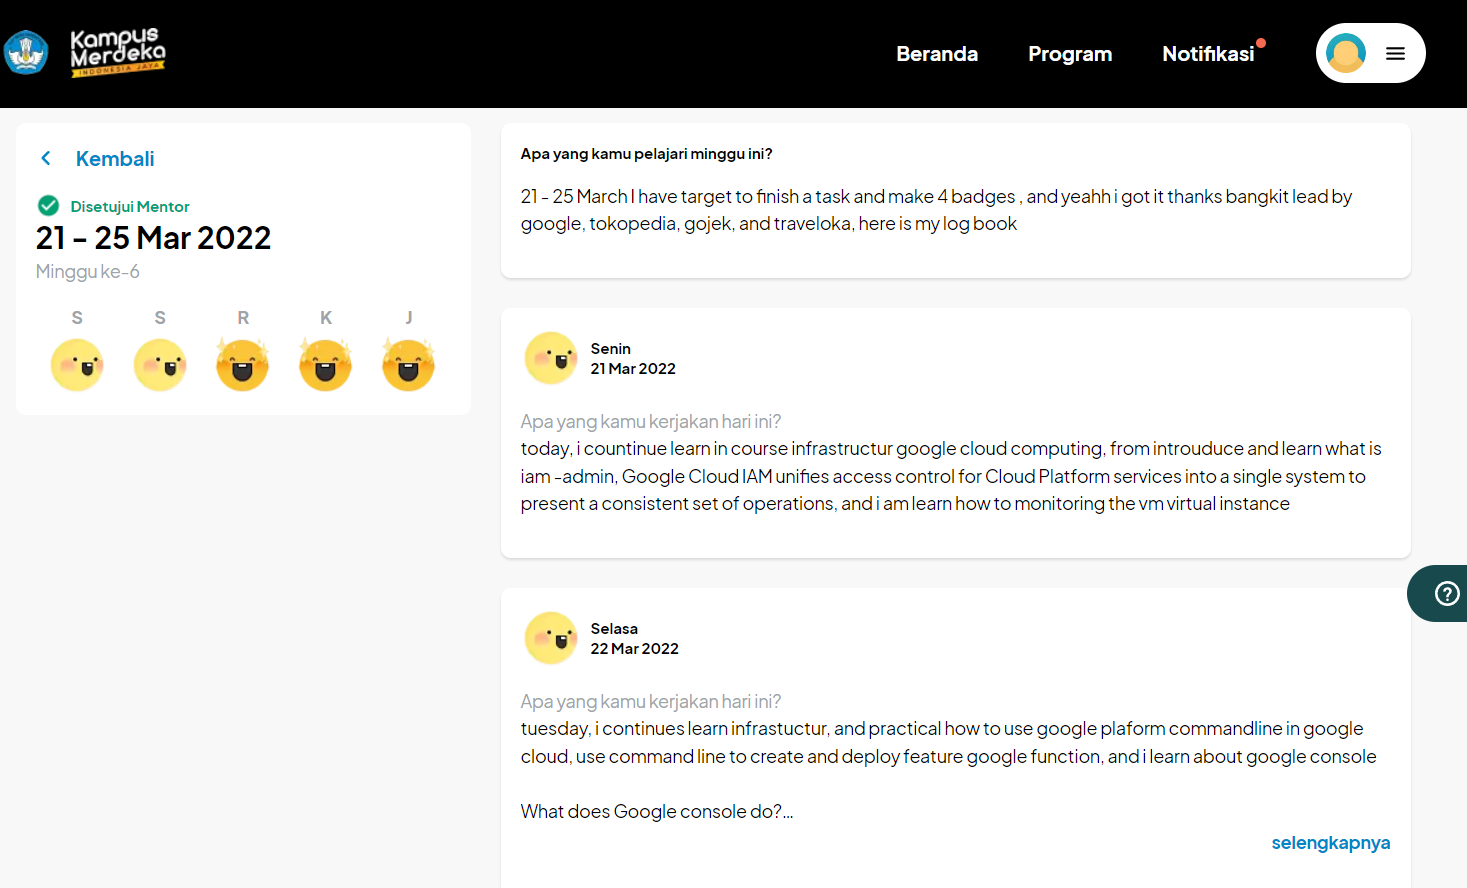 Kampus
Merdeka
INDONESIA JAYA
Beranda
Program
Notifikasi
Kembali
Disetujui Mentor
21 - 25 Mar 2022
Minggu ke-6
S S R K J
Apa yang kamu pelajari minggu ini?
21 - 25 March I have target to finish a task and make 4 badges , and yeahh i got it thanks bangkit lead by
google, tokopedia, gojek, and traveloka, here is my log book
Senin
21 Mar 2022
Apa yang kamu kerjakan hari ini?
today, i countinue learn in course infrastructur google cloud computing, from introuduce and learn what is
iam -admin, Google Cloud IAM unifies access control for Cloud Platform services into a single system to
present a consistent set of operations, and i am learn how to monitoring the vm virtual instance
Selasa
22 Mar 2022
Apa yang kamu kerjakan hari ini?
tuesday, i continues learn infrastuctur, and practical how to use google plaform commandline in google
cloud, use command line to create and deploy feature google function, and i learn about google console
What does Google console do?...
selengkapnya